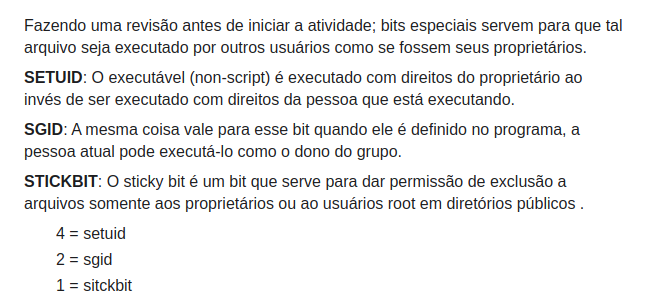 Fazendo uma revisão antes de iniciar a atividade; bits especiais servem para que tal
arquivo seja executado por outros usuários como se fossem seus proprietários.
SETUID: O executável (non-script) é executado com direitos do proprietário ao
invés de ser executado com direitos da pessoa que está executando.
SGID: A mesma coisa vale para esse bit quando ele é definido no programa, a
pessoa atual pode executá-lo como o dono do grupo.
STICKBIT: O sticky bit é um bit que serve para dar permissão de exclusão a
arquivos somente aos proprietários ou ao usuários root em diretórios públicos .
4 = setuid
2 = sgid
1 = sitckbit